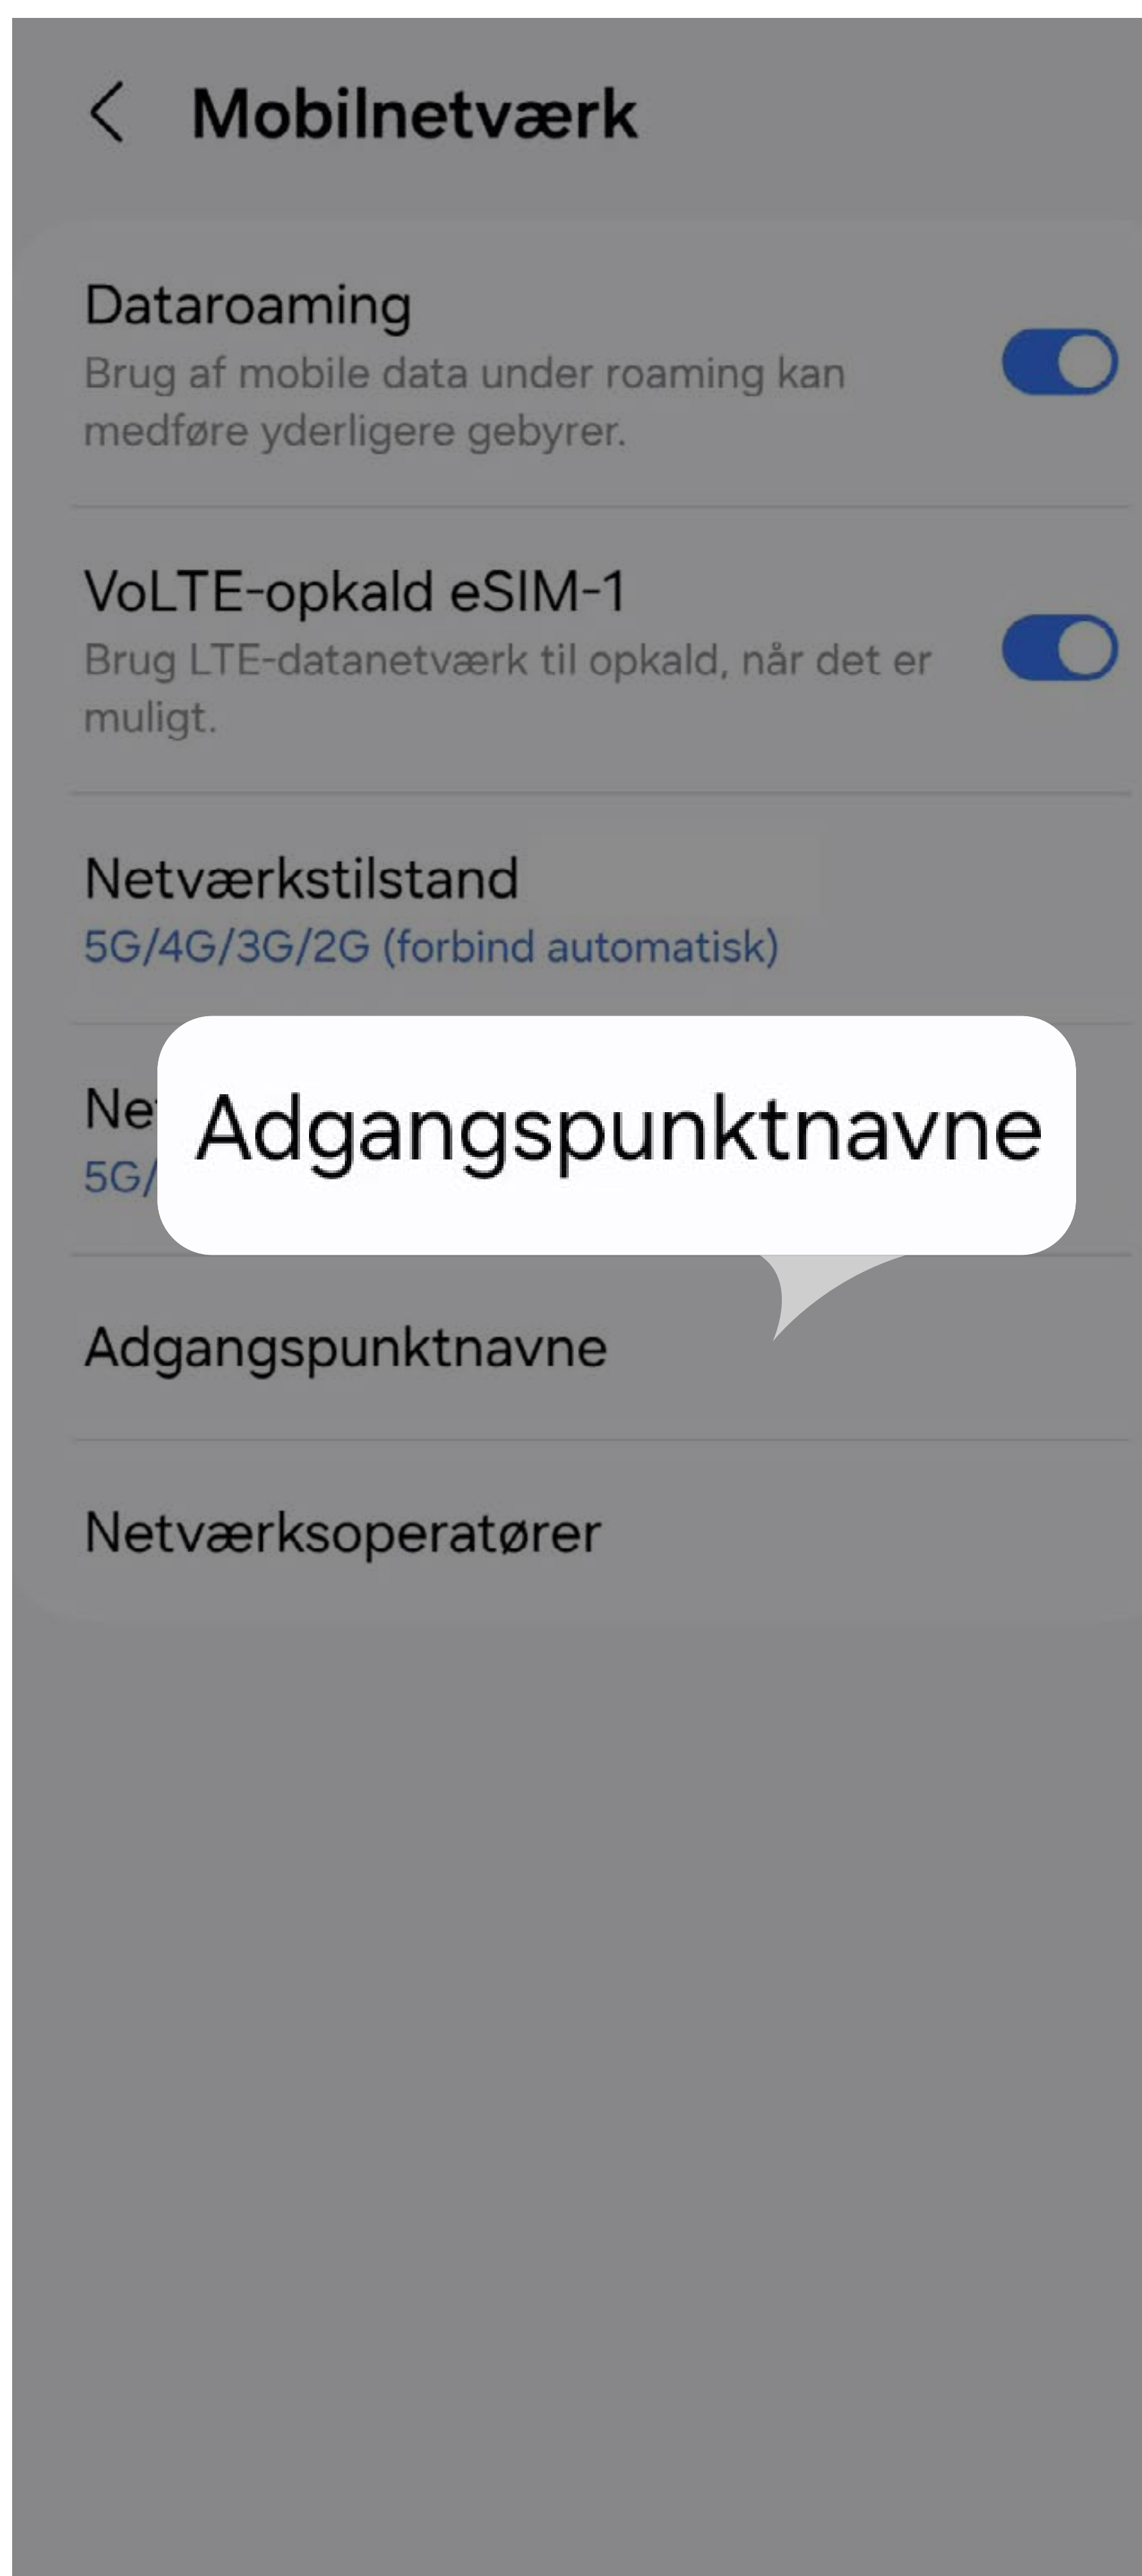 Mobilnetværk
Dataroaming
Brug af mobile data under roaming kan
medføre yderligere gebyrer.
VoLTE-opkald eSIM-1
Brug LTE-datanetværk til opkald, når det er
muligt.
Netværkstilstand
5G/4G/3G/2G (forbind automatisk)
Adgangspunktnavne
5G/
Adgangspunktnavne
Netværksoperatører